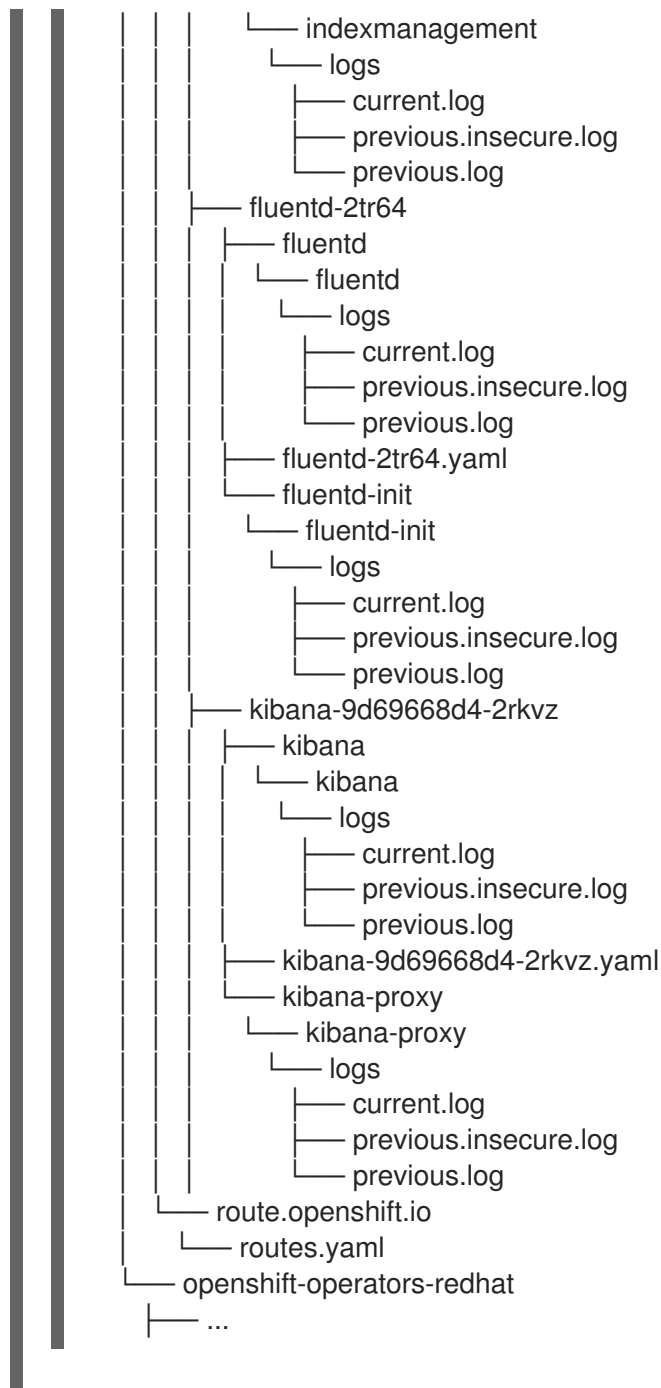 │ │ │ └── indexmanagement
│ │ │ └── logs
│ │ │ ├── current.log
│ │ │ ├── previous.insecure.log
│ │ │ └── previous.log
│ │ ├── fluentd-2tr64
│ │ │ ├── fluentd
│ │ │ │ └── fluentd
│ │ │ │ └── logs
│ │ │ │ ├── current.log
│ │ │ │ ├── previous.insecure.log
│ │ │ │ └── previous.log
│ │ │ ├── fluentd-2tr64.yaml
│ │ │ └── fluentd-init
│ │ │ └── fluentd-init
│ │ │ └── logs
│ │ │ ├── current.log
│ │ │ ├── previous.insecure.log
│ │ │ └── previous.log
│ │ ├── kibana-9d69668d4-2rkvz
│ │ │ ├── kibana
│ │ │ │ └── kibana
│ │ │ │ └── logs
│ │ │ │ ├── current.log
│ │ │ │ ├── previous.insecure.log
│ │ │ │ └── previous.log
│ │ │ ├── kibana-9d69668d4-2rkvz.yaml
│ │ │ └── kibana-proxy
│ │ │ └── kibana-proxy
│ │ │ └── logs
│ │ │ ├── current.log
│ │ │ ├── previous.insecure.log
│ │ │ └── previous.log
│ └── route.openshift.io
│ └── routes.yaml
└── openshift-operators-redhat
├── ...